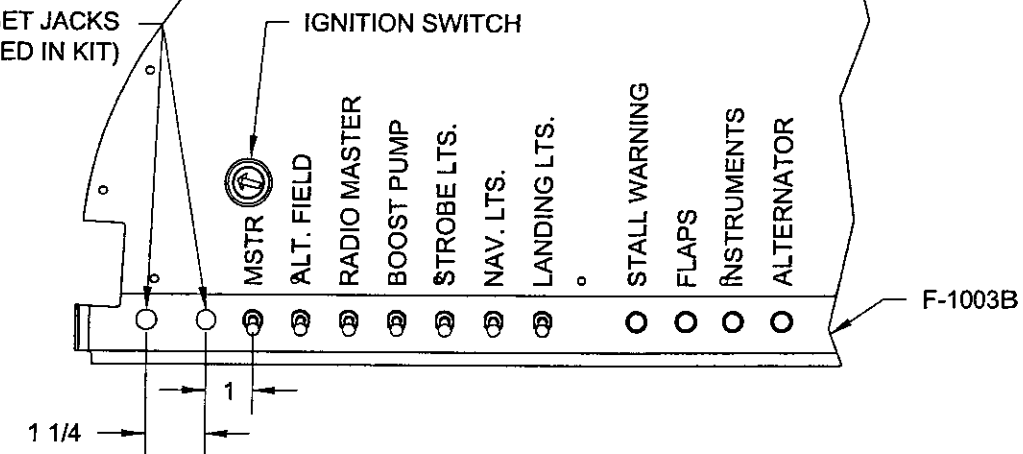 ET JACKS
ED IN KIT)
IGNITION SWITCH
MSTR
ALT. FIELD
RADIO MASTER
BOOST PUMP
STROBE LTS.
NAV. LTS.
LANDING LTS.
STALL WARNING
FLAPS
INSTRUMENTS
ALTERNATOR
F-1003B
1
1 1/4